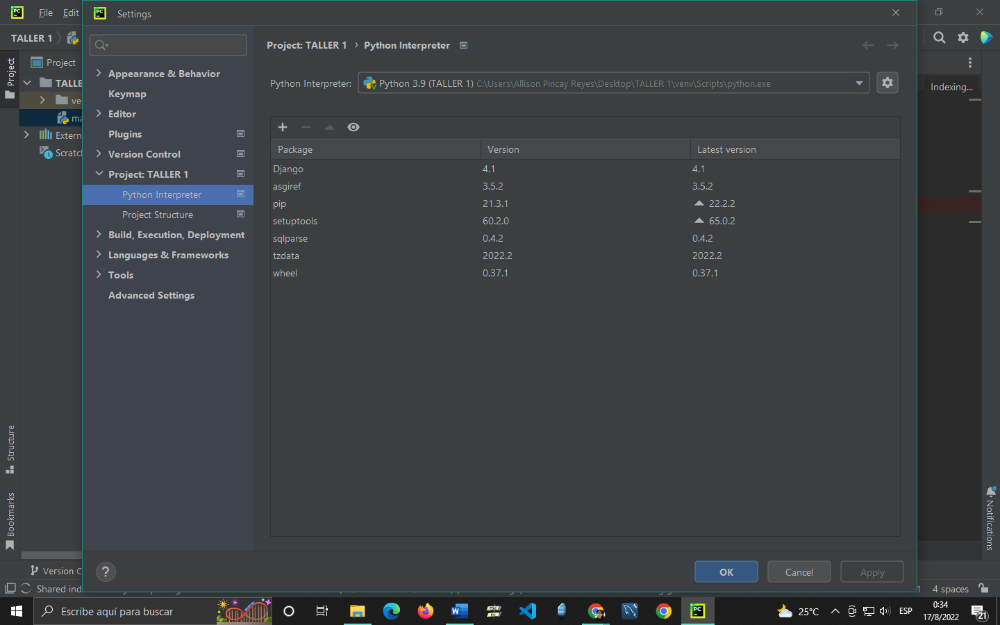 File Edit
Settings
TALLER 1
Project: TALLER 1 › Python Interpreter
Project
Project
Appearance & Behavior
Keymap
Editor
Plugins
Version Control
Project: TALLER 1
Python Interpreter
Project Structure
Build, Execution, Deployment
Languages & Frameworks
Tools
Advanced Settings
Python Interpreter: Python 3.9 (TALLER 1) C:\Users\Allison Pincay Reyes\Desktop\TALLER 1\venv\Scripts\python.exe
Indexing...
TALLE
ve
ma
Extern
Scratch
Package Version Latest version
Django 4.1 4.1
asgiref 3.5.2 3.5.2
pip 21.3.1 22.2.2
setuptools 60.2.0 65.0.2
sqlparse 0.4.2 0.4.2
tzdata 2022.2 2022.2
wheel 0.37.1 0.37.1
Structure
Bookmarks
Notifications
? OK Cancel Apply
Version C
Shared ind
4 spaces
Escribe aquí para buscar
25°C
ESP
0:34
17/8/2022
21